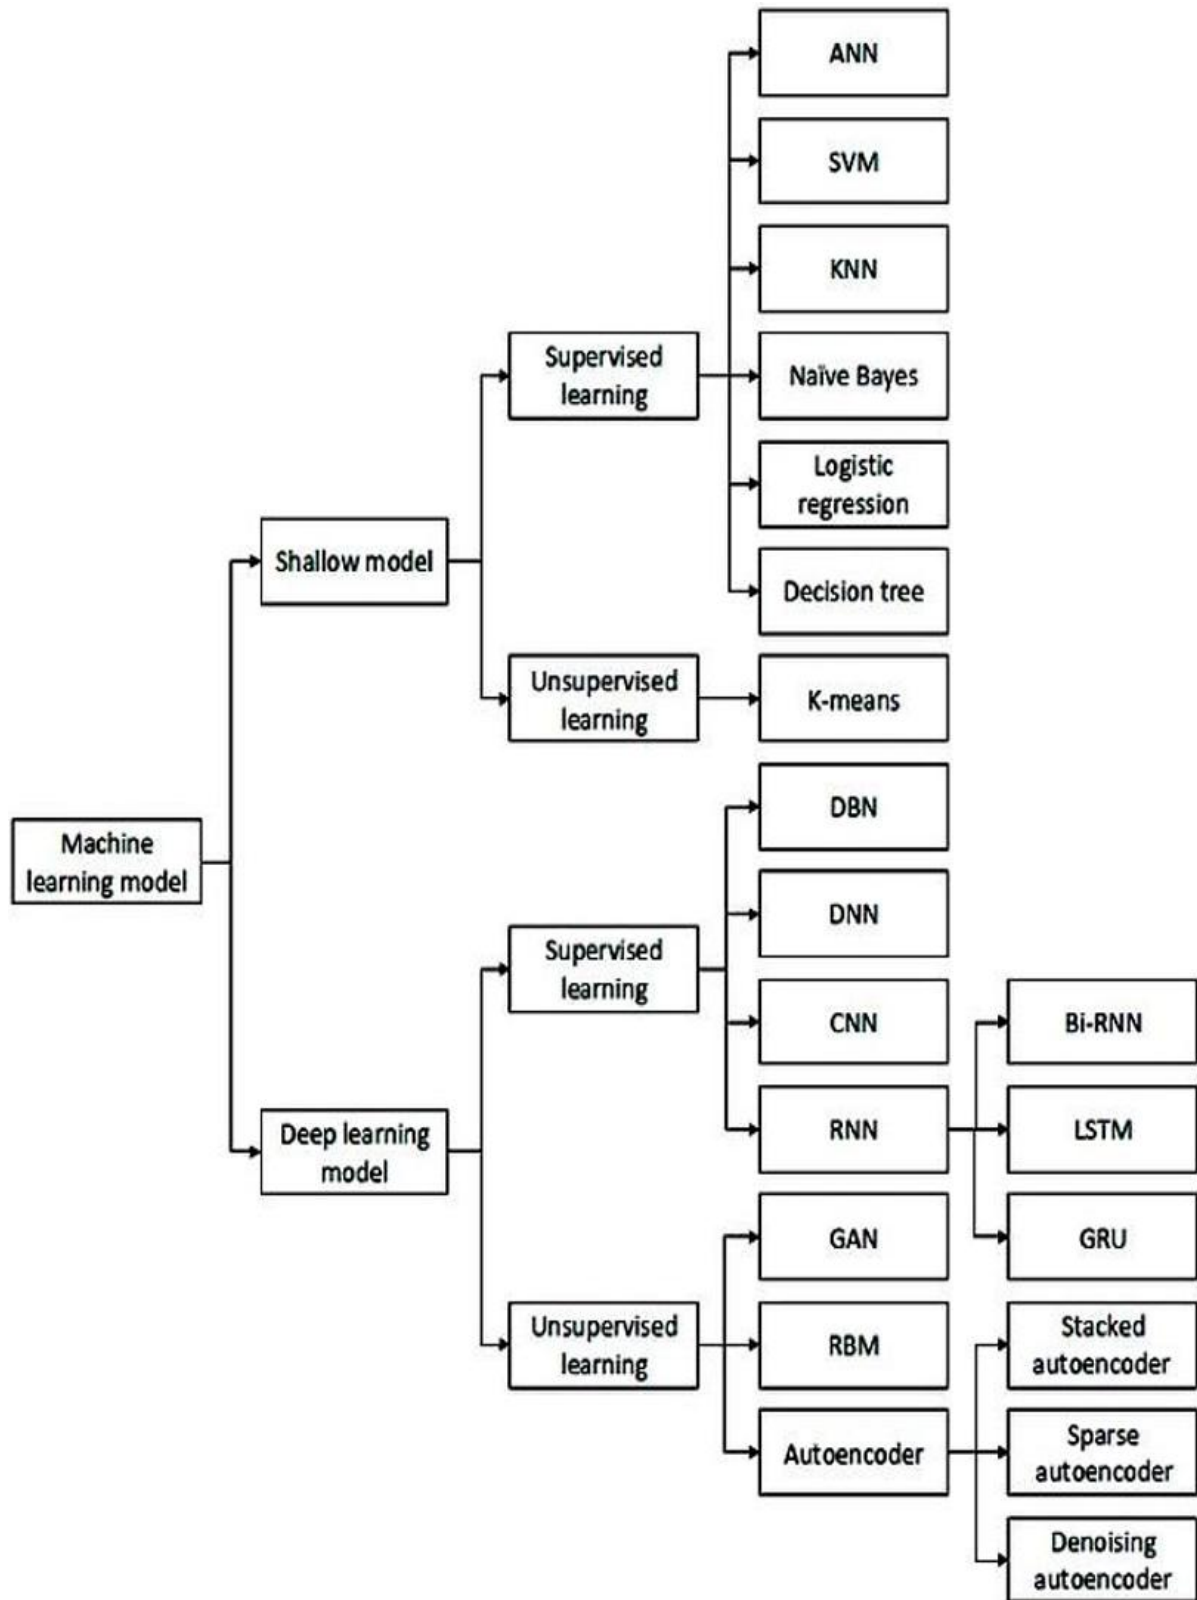 ANN
SVM
KNN
Supervised
learning
Naïve Bayes
Logistic
regression
Shallow model
Decision tree
Unsupervised
learning
K-means
DBN
Machine
learning model
DNN
Supervised
learning
CNN
Bi-RNN
Deep learning
model
RNN
LSTM
GAN
GRU
Unsupervised
learning
RBM
Stacked
autoencoder
Autoencoder
Sparse
autoencoder
Denoising
autoencoder